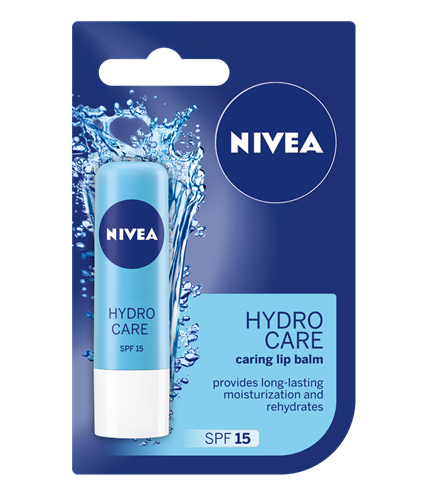 NIVEA
NIVEA
HYDRO
CARE
SPF 15
HYDRO
CARE
caring lip balm
provides long-lasting
moisturization and
rehydrates
SPF 15